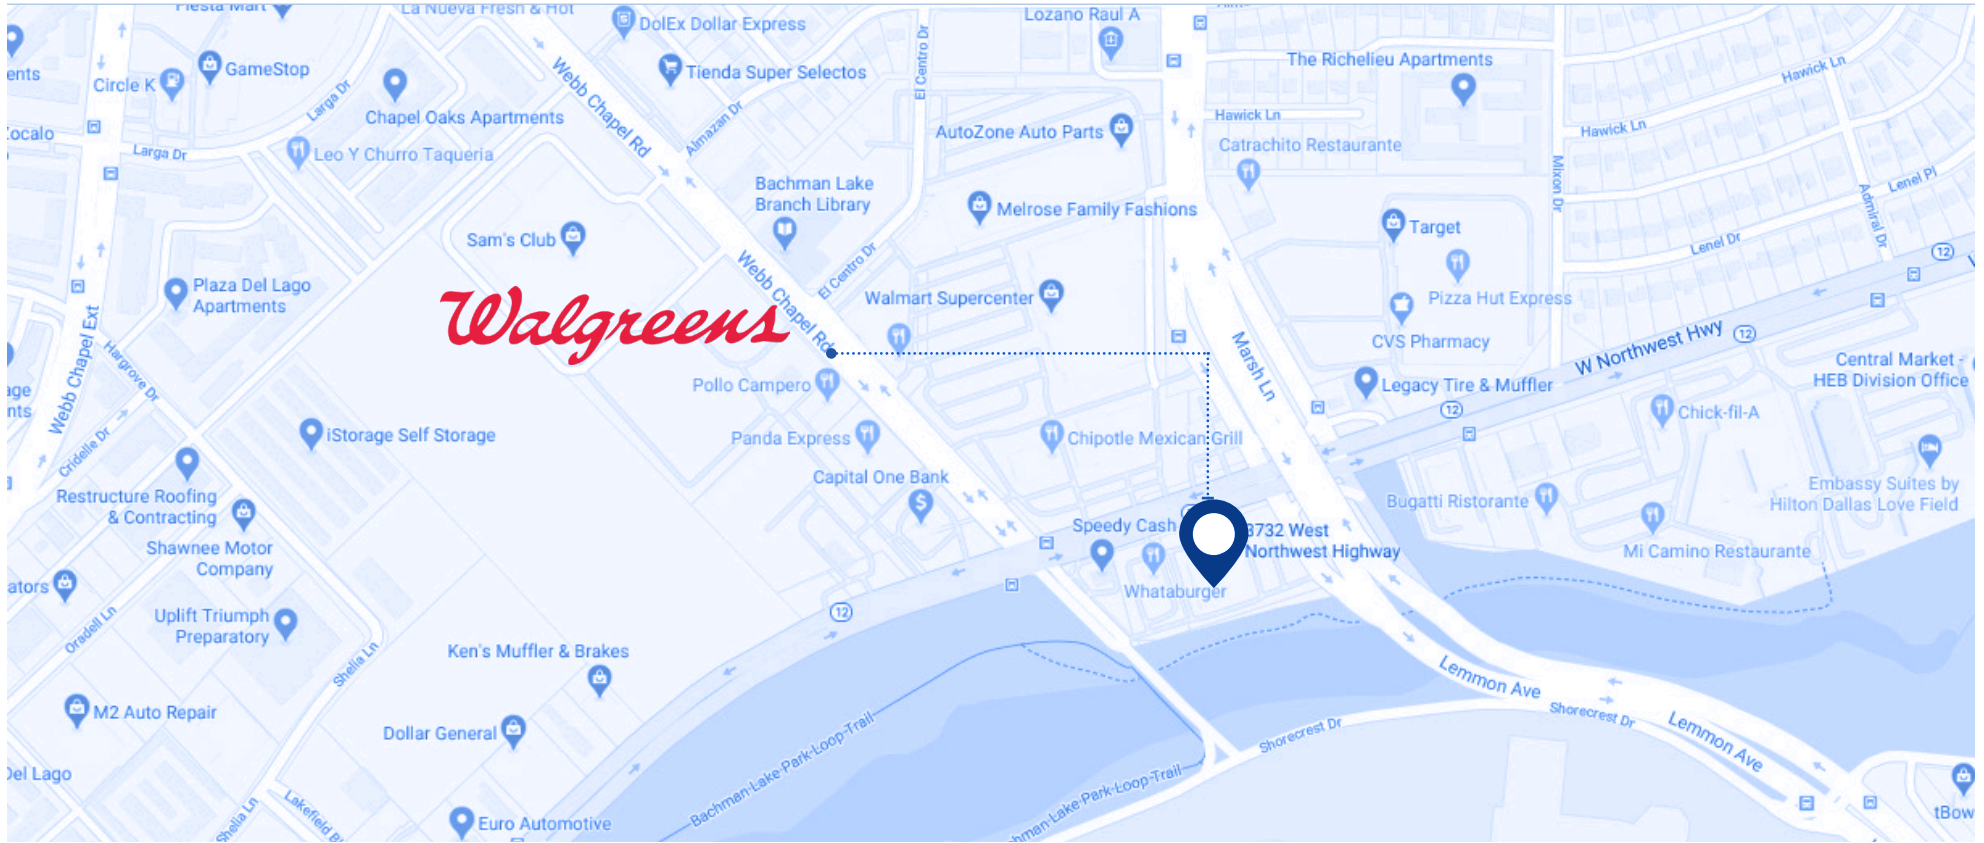 Fiesta Mart
La Nueva Fresh & Hot
DolEx Dollar Express
Lozano Raul A
Circle K
GameStop
Tienda Super Selectos
El Centro Dr
The Richelieu Apartments
Hawick Ln
Larga Dr
Chapel Oaks Apartments
Webb Chapel Rd
Almazan Dr
AutoZone Auto Parts
Hawick Ln
Hawick Ln
Larga Dr
Leo Y Churro Taqueria
Catrachito Restaurante
Mixon Dr
Lenel Pl
Admiral Dr
Bachman Lake
Branch Library
Melrose Family Fashions
Target
Lenel Dr
Sam's Club
Webb Chapel Rd
El Centro Dr
12
Plaza Del Lago
Apartments
Walgreens
Walmart Supercenter
Pizza Hut Express
CVS Pharmacy
W Northwest Hwy
12
Webb Chapel Ext
Hargrove Dr
Marsh Ln
Central Market -
HEB Division Office
Pollo Campero
Legacy Tire & Muffler
12
Chick-fil-A
Cridelle Dr
iStorage Self Storage
Panda Express
Chipotle Mexican Grill
Capital One Bank
Restructure Roofing
& Contracting
Bugatti Ristorante
Embassy Suites by
Hilton Dallas Love Field
Speedy Cash
3732 West
Northwest Highway
Shawnee Motor
Company
Mi Camino Restaurante
Whataburger
12
Oradell Ln
Uplift Triumph
Preparatory
Shelia Ln
Ken's Muffler & Brakes
Lemmon Ave
M2 Auto Repair
Dollar General
Bachman-Lake-Park-Loop-Trail
Shorecrest Dr
Shorecrest Dr
Lemmon Ave
Del Lago
Shelia Ln
Lakefield
Euro Automotive
Lake-Park-Loop-Trail